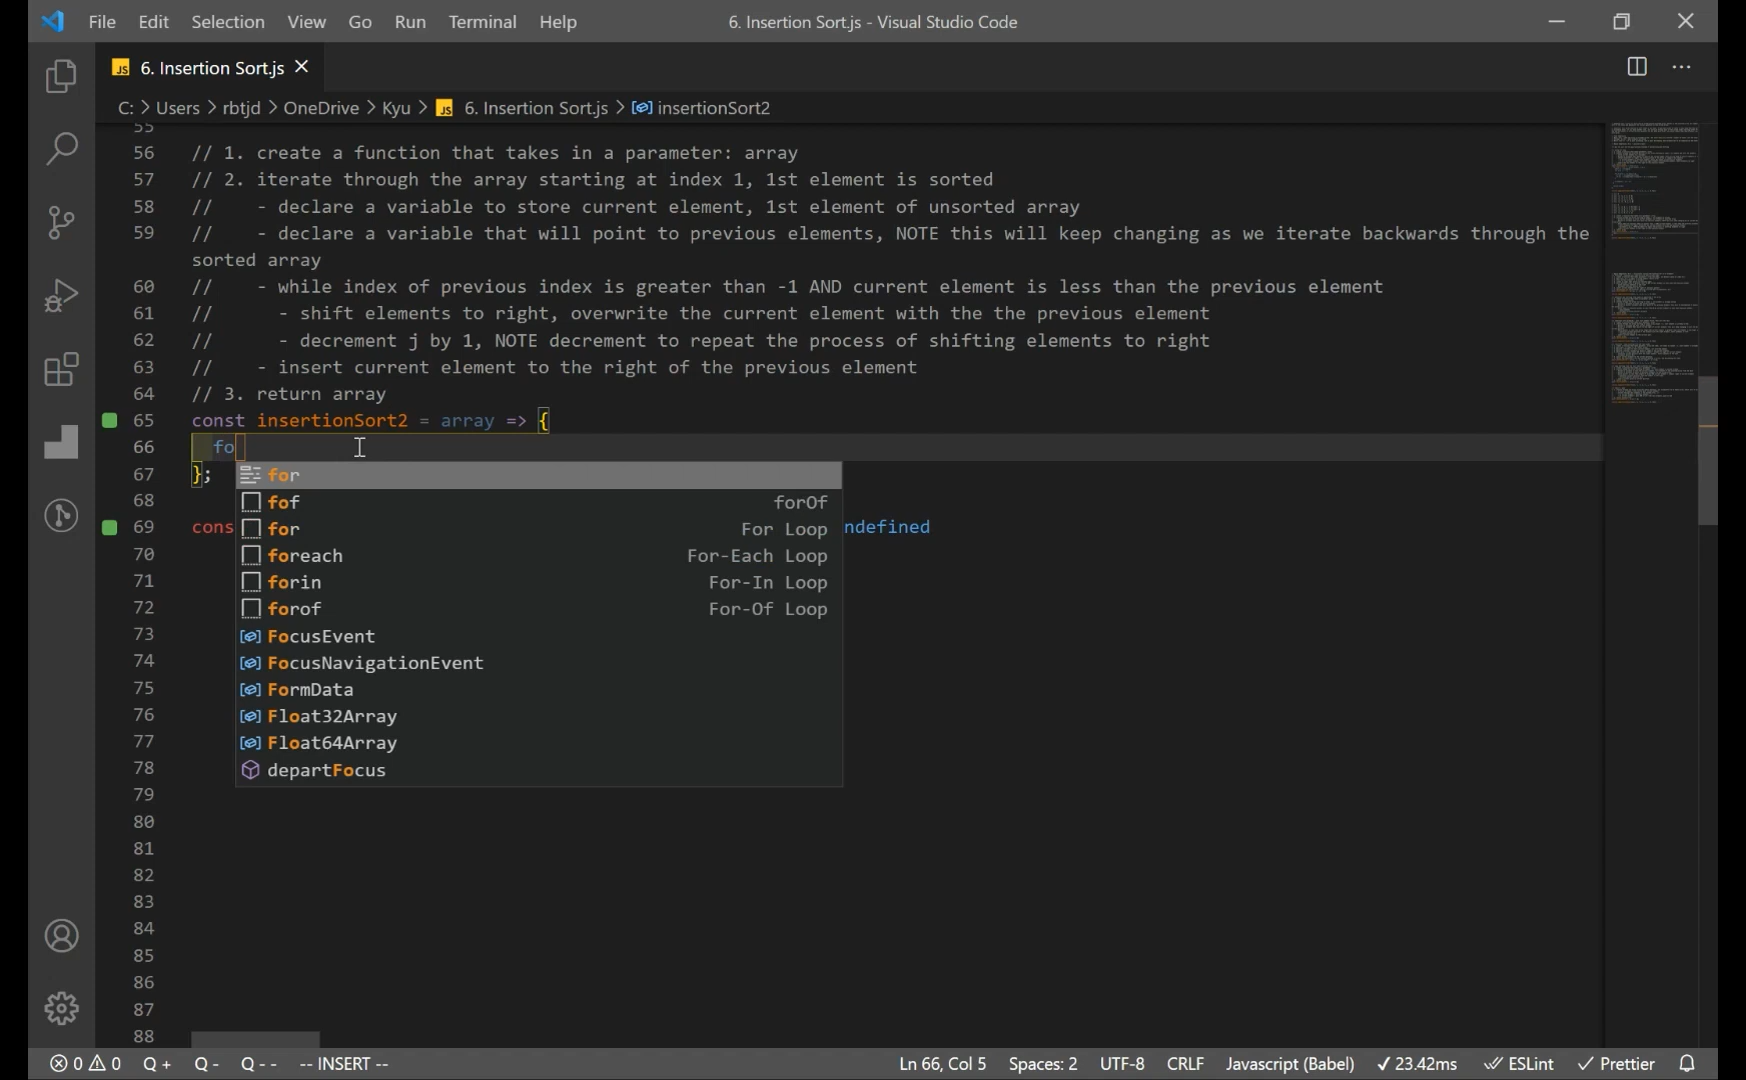 File Edit Selection View Go Run Terminal Help 6. Insertion Sort.js - Visual Studio Code
JS 6. Insertion Sort.js
C: > Users > rbtjd > OneDrive > Kyu > JS 6. Insertion Sort.js > insertionSort2
55
56 // 1. create a function that takes in a parameter: array
57 // 2. iterate through the array starting at index 1, 1st element is sorted
58 // - declare a variable to store current element, 1st element of unsorted array
59 // - declare a variable that will point to previous elements, NOTE this will keep changing as we iterate backwards through the
sorted array
60 // - while index of previous index is greater than -1 AND current element is less than the previous element
61 // - shift elements to right, overwrite the current element with the the previous element
62 // - decrement j by 1, NOTE decrement to repeat the process of shifting elements to right
63 // - insert current element to the right of the previous element
64 // 3. return array
65 const insertionSort2 = array => {
66 fo
67 }; for
68 fof forOf
69 cons for For Loop ndefined
70 foreach For-Each Loop
71 forin For-In Loop
72 forof For-Of Loop
73 FocusEvent
74 FocusNavigationEvent
75 FormData
76 Float32Array
77 Float64Array
78 departFocus
79
80
81
82
83
84
85
86
87
88
0 0 Q + Q - Q - - -- INSERT -- Ln 66, Col 5 Spaces: 2 UTF-8 CRLF Javascript (Babel) ✓ 23.42ms ESLint ✓ Prettier